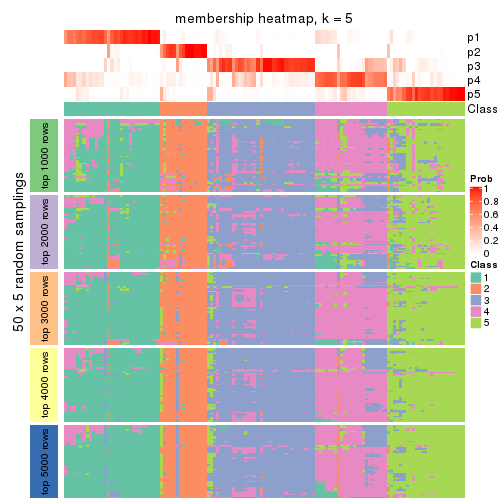 membership heatmap, k = 5
p1
p2
p3
p4
p5
Class
50 x 5 random samplings
top 1000 rows
top 2000 rows
top 3000 rows
top 4000 rows
top 5000 rows
Prob
1
0.8
0.6
0.4
0.2
0
Class
1
2
3
4
5